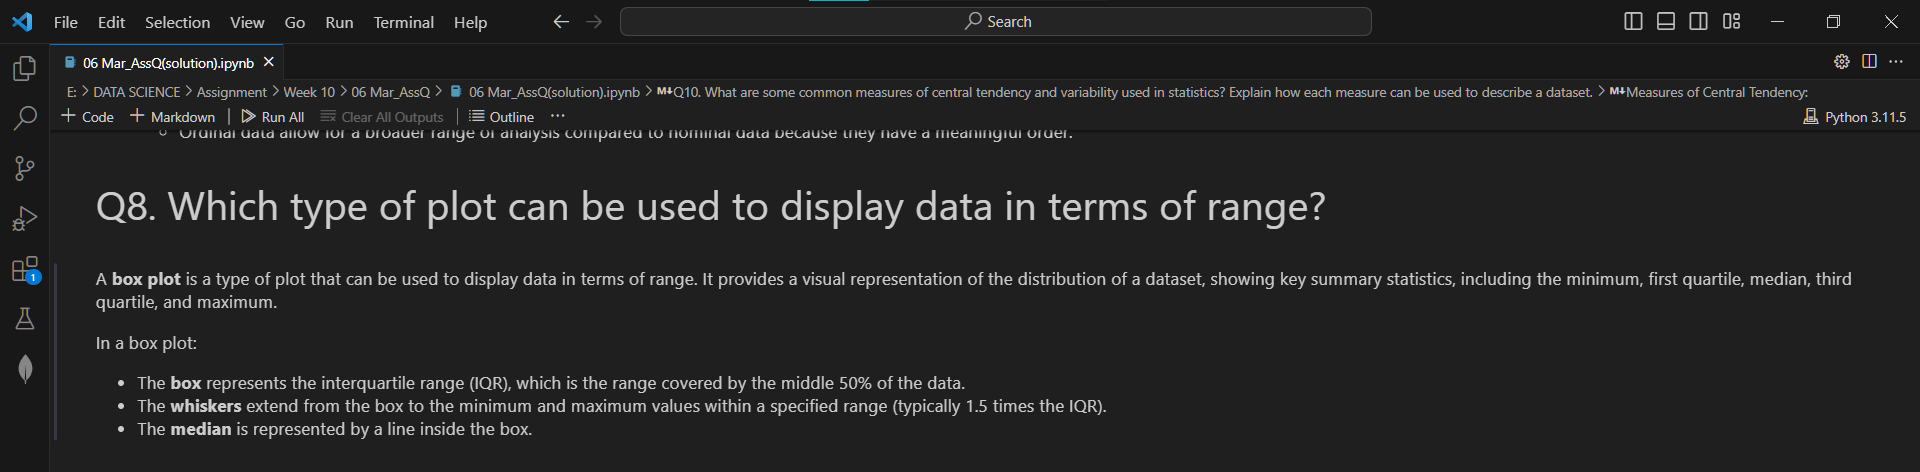 File Edit Selection View Go Run Terminal Help Search
06 Mar_AssQ(solution).ipynb
E: > DATA SCIENCE > Assignment > Week 10 > 06 Mar_AssQ > 06 Mar_AssQ(solution).ipynb > M↓Q10. What are some common measures of central tendency and variability used in statistics? Explain how each measure can be used to describe a dataset. > M↓Measures of Central Tendency:
+ Code + Markdown | Run All Clear All Outputs | Outline ... Python 3.11.5
Ordinal data allow for a broader range of analysis compared to nominal data because they have a meaningful order.
Q8. Which type of plot can be used to display data in terms of range?
A box plot is a type of plot that can be used to display data in terms of range. It provides a visual representation of the distribution of a dataset, showing key summary statistics, including the minimum, first quartile, median, third
quartile, and maximum.
In a box plot:
• The box represents the interquartile range (IQR), which is the range covered by the middle 50% of the data.
• The whiskers extend from the box to the minimum and maximum values within a specified range (typically 1.5 times the IQR).
• The median is represented by a line inside the box.
1